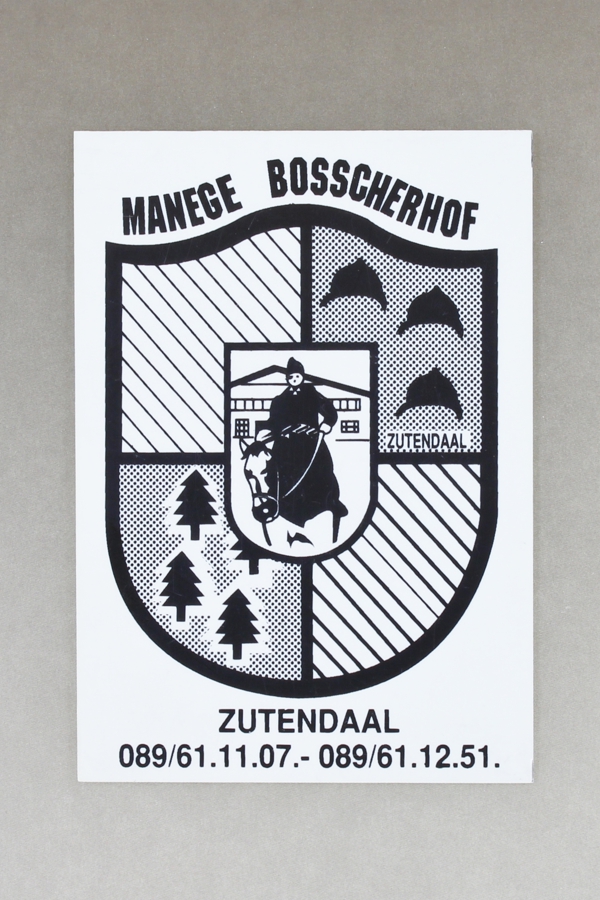 MANEGE BOSSCHERHOF
ZUTENDAAL
ZUTENDAAL
089/61.11.07.- 089/61.12.51.